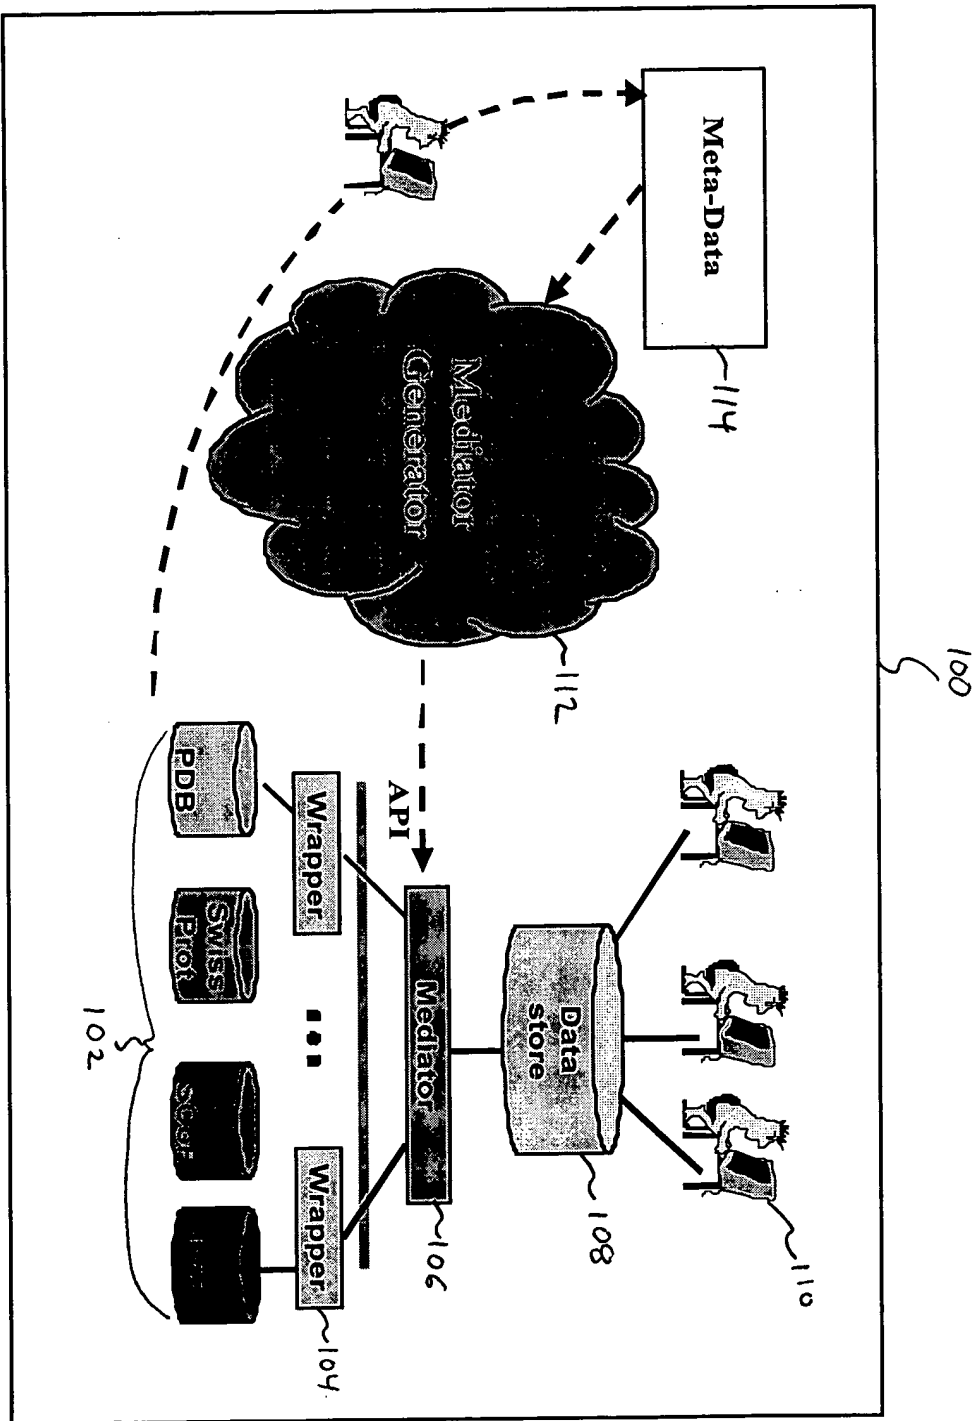 100
110
Data
store
108
Meta-Data
114
Mediator
Generator
112
API
Mediator
106
Wrapper
Wrapper
104
PDB
Swiss
Prot
102